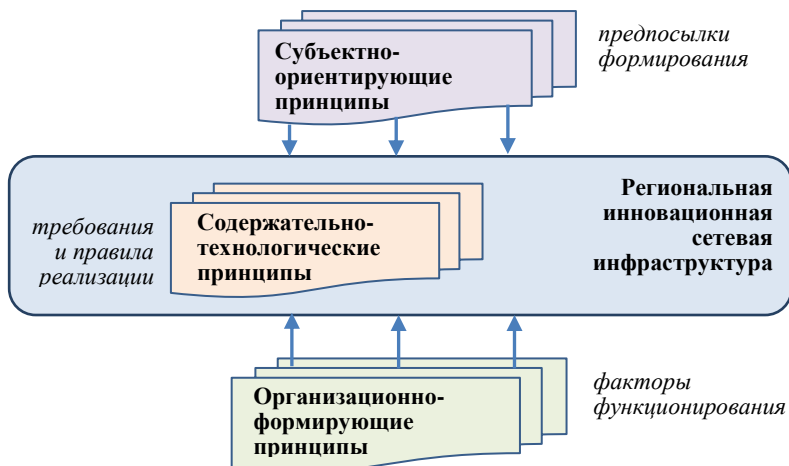 Субъектно-
ориентирующие
принципы
предпосылки
формирования
требования
и правила
реализации
Содержательно-
технологические
принципы
Региональная
инновационная
сетевая
инфраструктура
Организационно-
формирующие
принципы
факторы
функционирования